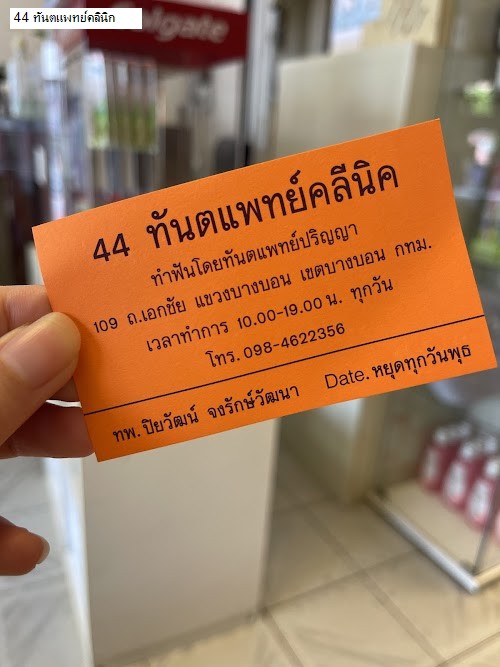 44 ทันตแพทย์คลีนิก
Colgate
44 ทันตแพทย์คลีนิค
ทำฟันโดยทันตแพทย์ปริญญา
109 ถ.เอกชัย แขวงบางบอน เขตบางบอน กทม.
เวลาทำการ 10.00-19.00 น. ทุกวัน
โทร. 098-4622356
ทพ. ปิยวัฒน์ จงรักษ์วัฒนา Date. หยุดทุกวันพุธ